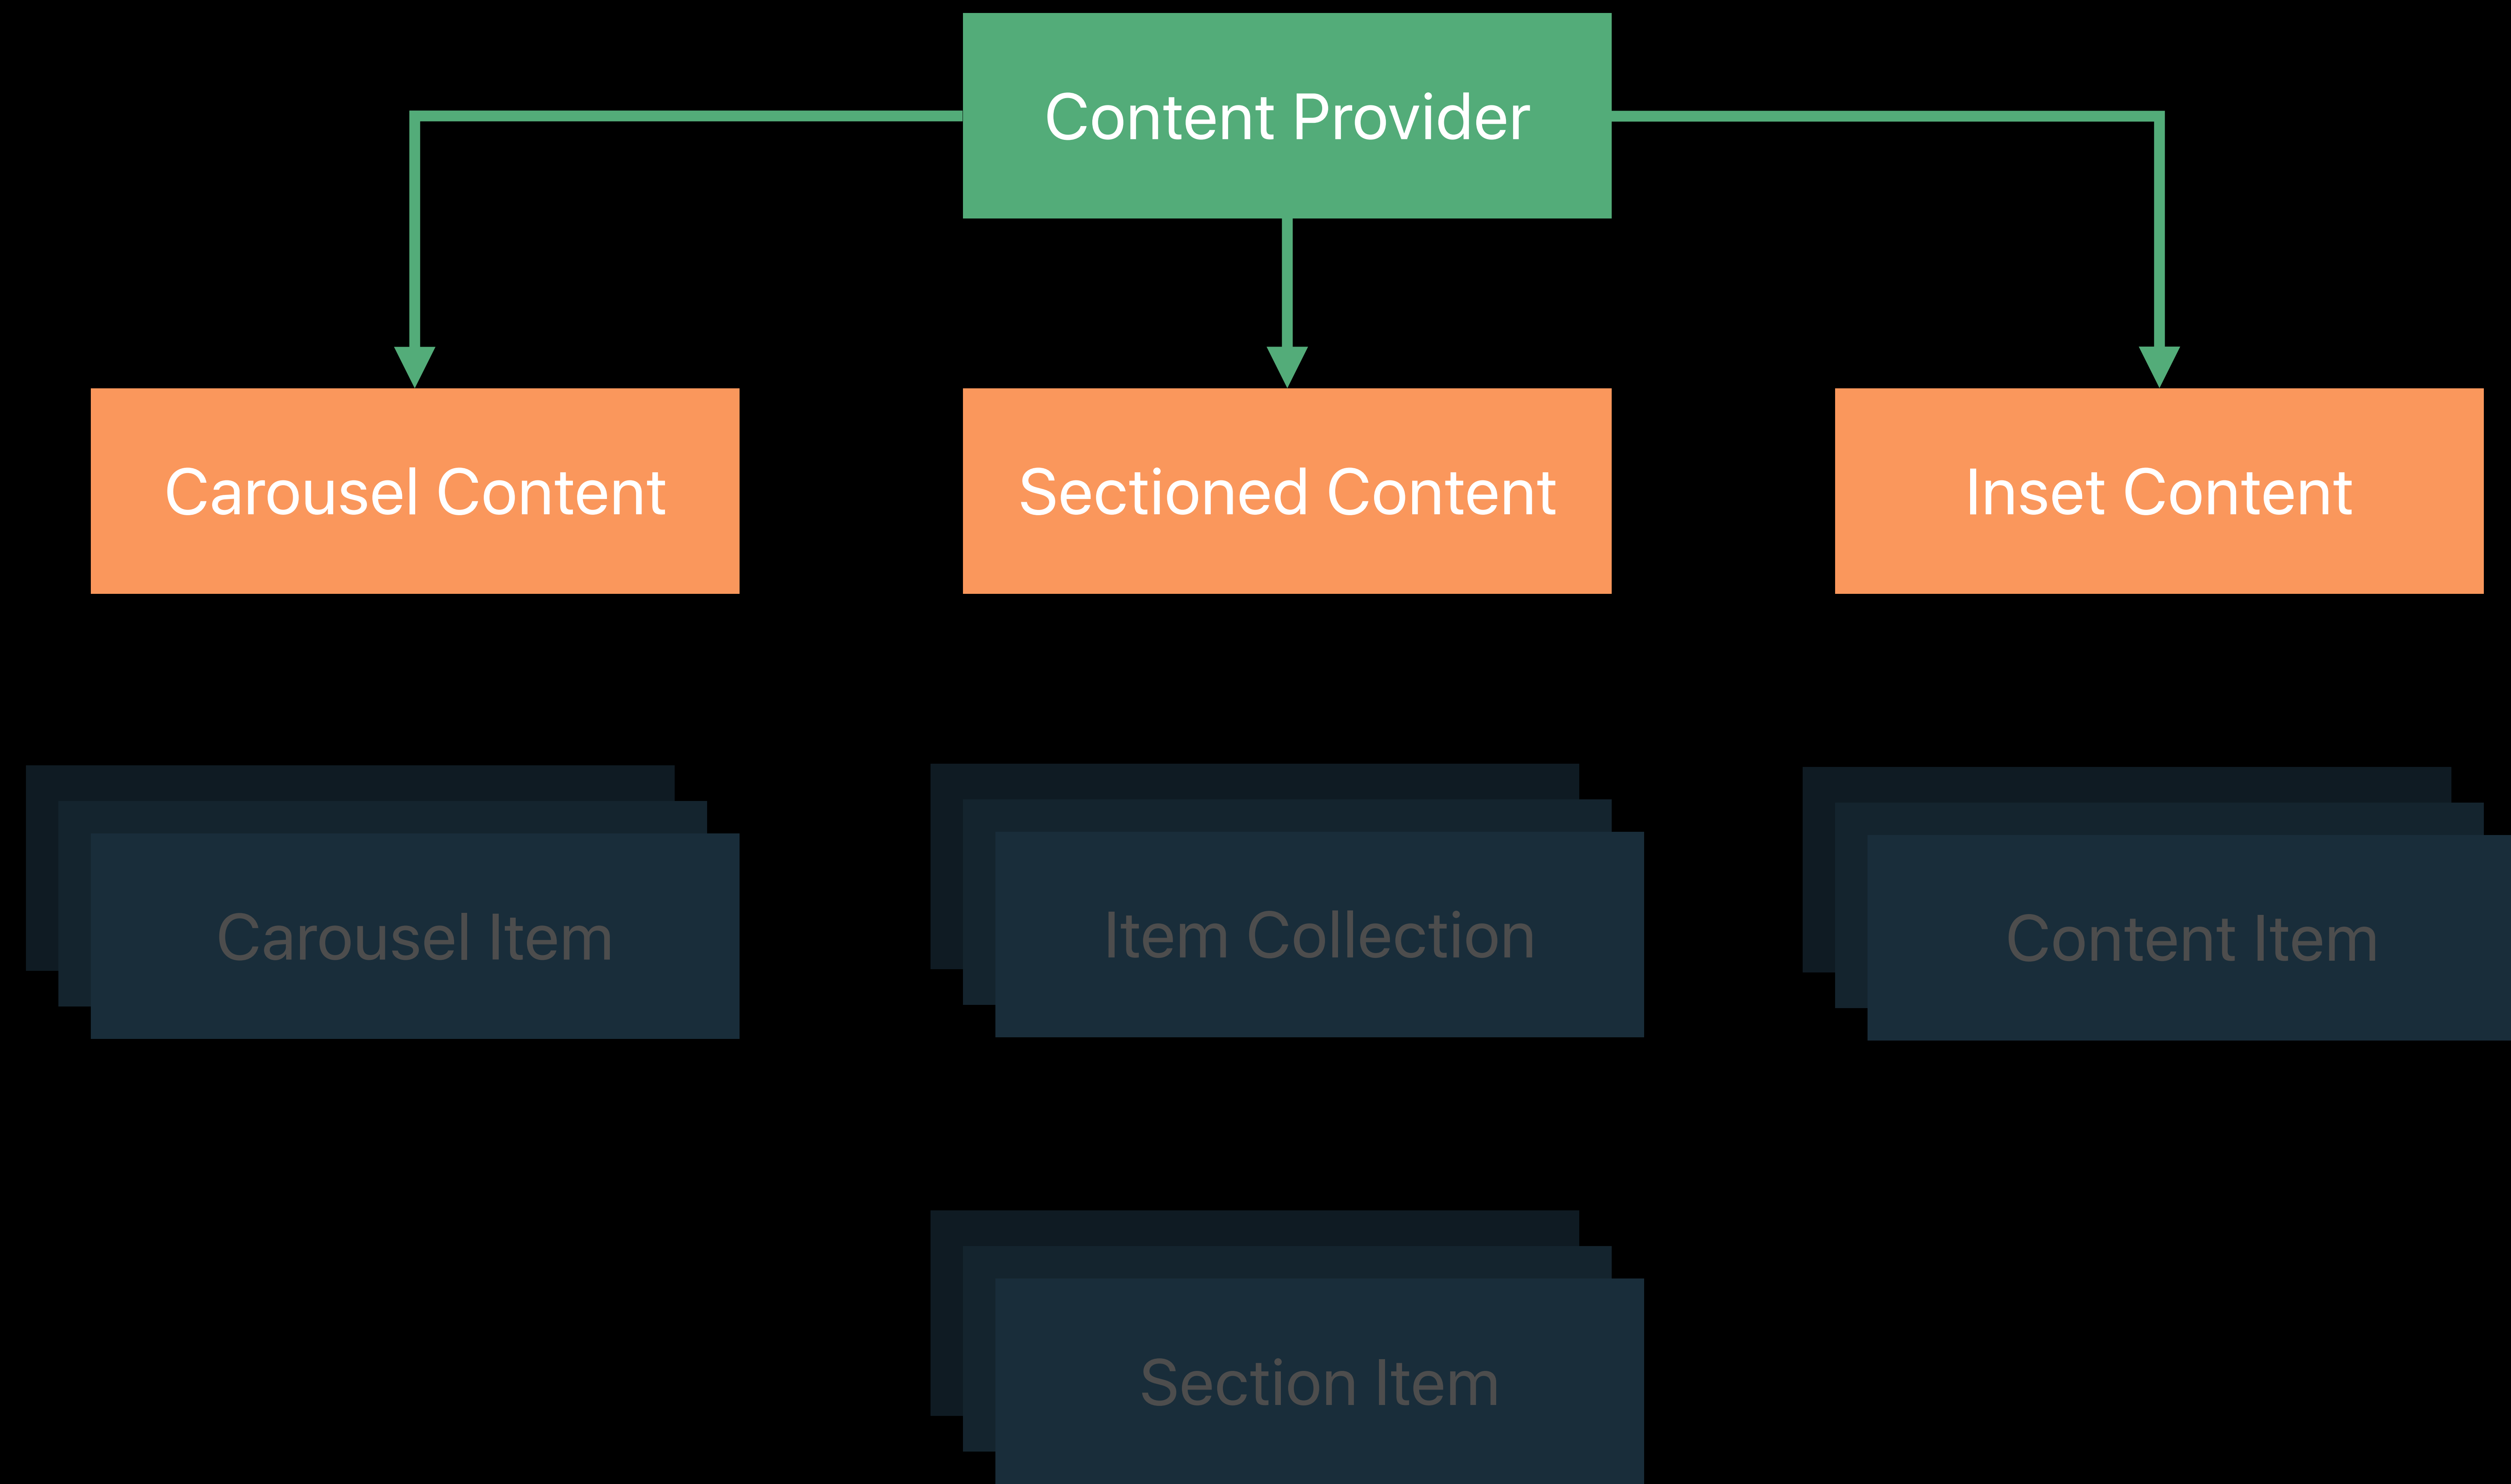 Content Provider
Carousel Content
Sectioned Content
Inset Content
Carousel Item
Item Collection
Content Item
Section Item